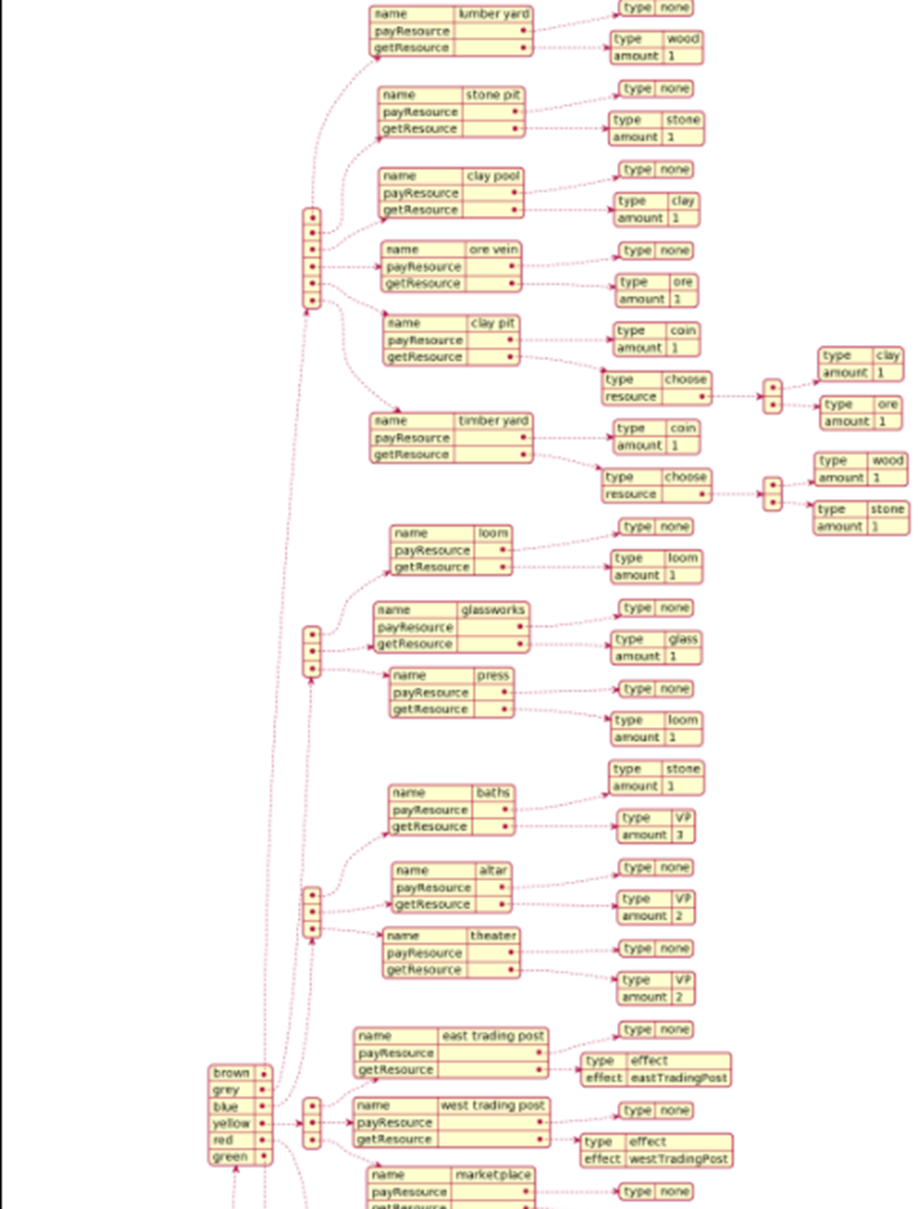 type none
name lumber yard
payResource
getResource
type wood
amount 1
name stone pit
payResource
getResource
type none
type stone
amount 1
name clay pool
payResource
getResource
type none
type clay
amount 1
name ore vein
payResource
getResource
type none
type ore
amount 1
name clay pit
payResource
getResource
type coin
amount 1
type choose
resource
type clay
amount 1
type ore
amount 1
name timber yard
payResource
getResource
type coin
amount 1
type choose
resource
type wood
amount 1
type stone
amount 1
name loom
payResource
getResource
type none
type loom
amount 1
name glassworks
payResource
getResource
type none
type glass
amount 1
name press
payResource
getResource
type none
type loom
amount 1
name baths
payResource
getResource
type stone
amount 1
type VP
amount 3
name altar
payResource
getResource
type none
type VP
amount 2
name theater
payResource
getResource
type none
type VP
amount 2
name east trading post
payResource
getResource
type none
type effect
effect eastTradingPost
brown
grey
blue
yellow
red
green
name west trading post
payResource
getResource
type none
type effect
effect westTradingPost
name marketplace
payResource
getResource
type none